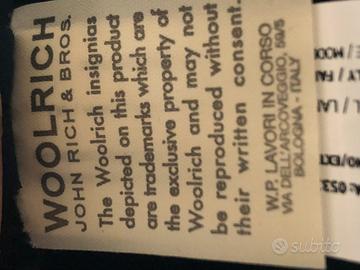 WOOLRICH
JOHN RICH & BROS.
The Woolrich insignias
depicted on this product
are trademarks which are
the exclusive property of
Woolrich and may not
be reproduced without
their written consent.
W.P. LAVORI IN CORSO
VIA DELL'ARCOVEGGIO, 59/5
BOLOGNA - ITALY
subito